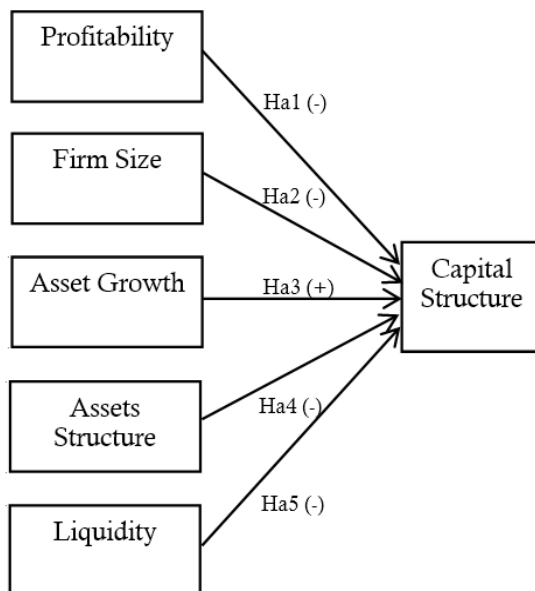 Profitability
Ha1 (-)
Firm Size
Ha2 (-)
Asset Growth
Ha3 (+)
Capital
Structure
Assets
Structure
Ha4 (-)
Liquidity
Ha5 (-)